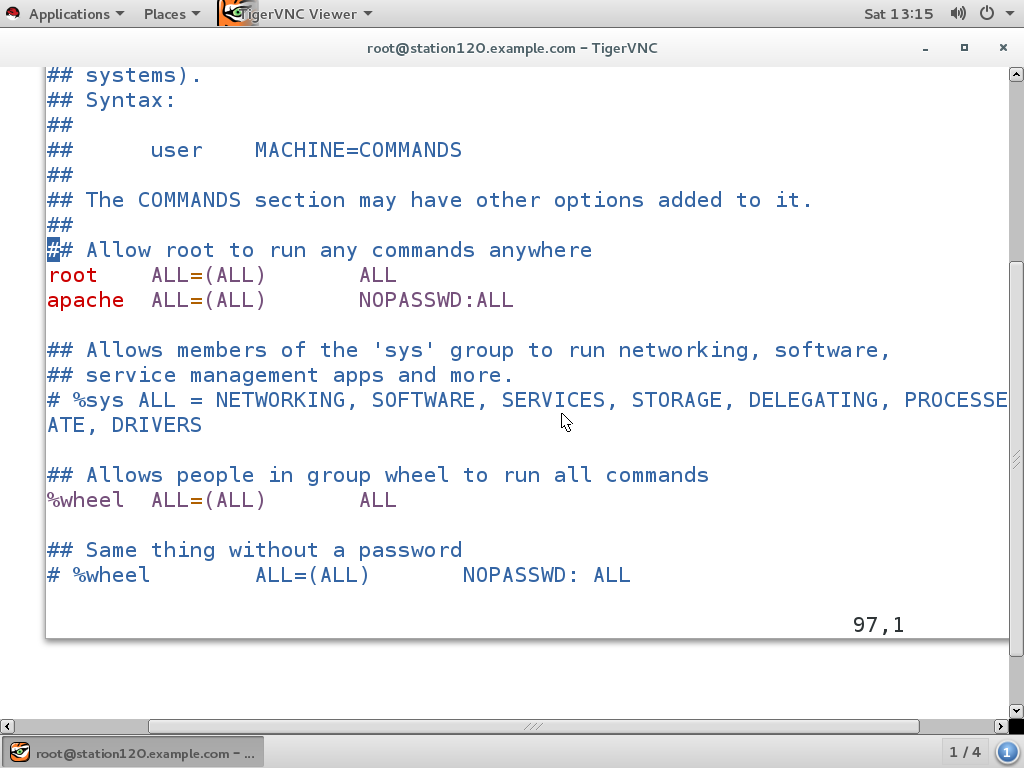 Applications Places TigerVNC Viewer Sat 13:15
root@station120.example.com – TigerVNC
## systems).
## Syntax:
##
## user MACHINE=COMMANDS
##
## The COMMANDS section may have other options added to it.
##
## Allow root to run any commands anywhere
root ALL=(ALL) ALL
apache ALL=(ALL) NOPASSWD:ALL
## Allows members of the 'sys' group to run networking, software,
## service management apps and more.
# %sys ALL = NETWORKING, SOFTWARE, SERVICES, STORAGE, DELEGATING, PROCESSE
ATE, DRIVERS
## Allows people in group wheel to run all commands
%wheel ALL=(ALL) ALL
## Same thing without a password
# %wheel ALL=(ALL) NOPASSWD: ALL
97,1
root@station120.example.com – ... 1 / 4 1